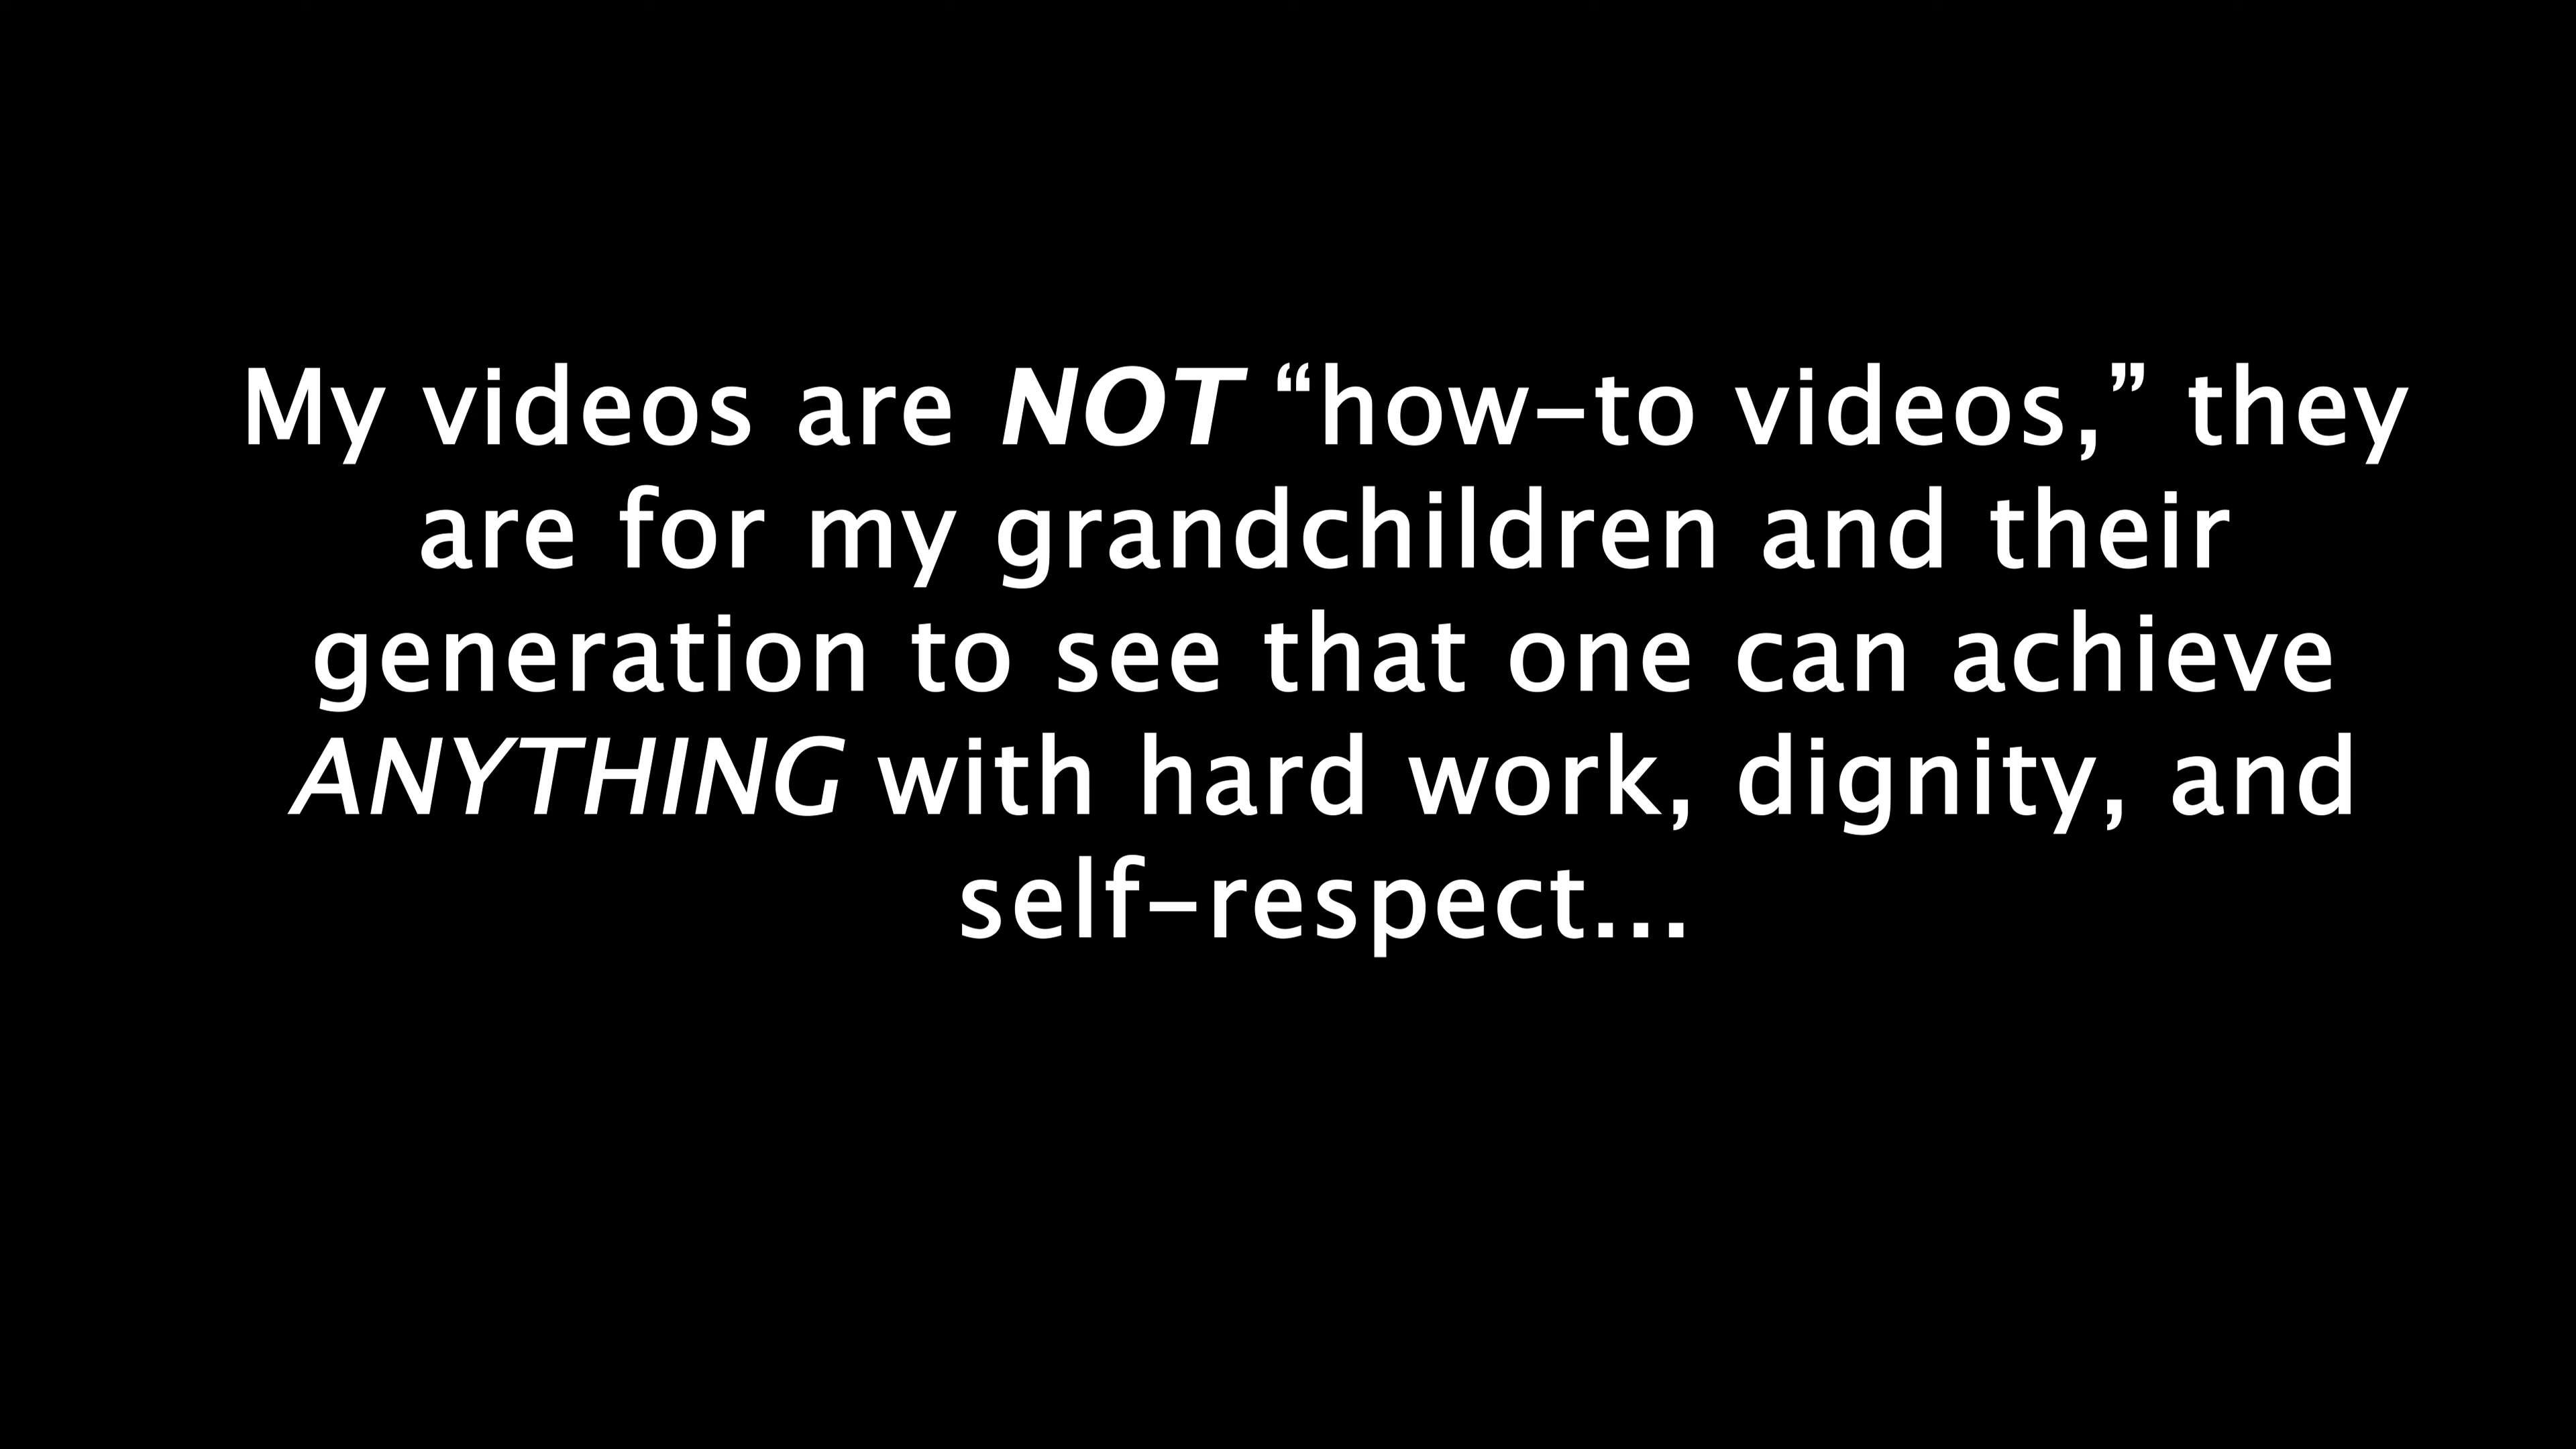 My videos are NOT “how-to videos,” they
are for my grandchildren and their
generation to see that one can achieve
ANYTHING with hard work, dignity, and
self-respect...